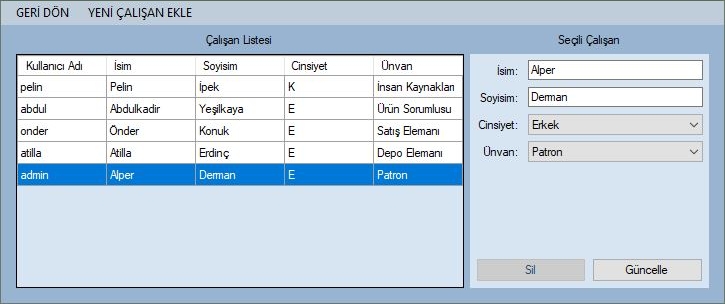 GERİ DÖN YENİ ÇALIŞAN EKLE
Çalışan Listesi
Kullanıcı Adı İsim Soyisim Cinsiyet Ünvan
pelin Pelin İpek K İnsan Kaynakları
abdul Abdulkadir Yeşilkaya E Ürün Sorumlusu
onder Önder Konuk E Satış Elemanı
atilla Atilla Erdinç E Depo Elemanı
admin Alper Derman E Patron
Seçili Çalışan
İsim: Alper
Soyisim: Derman
Cinsiyet: Erkek
Ünvan: Patron
Sil Güncelle